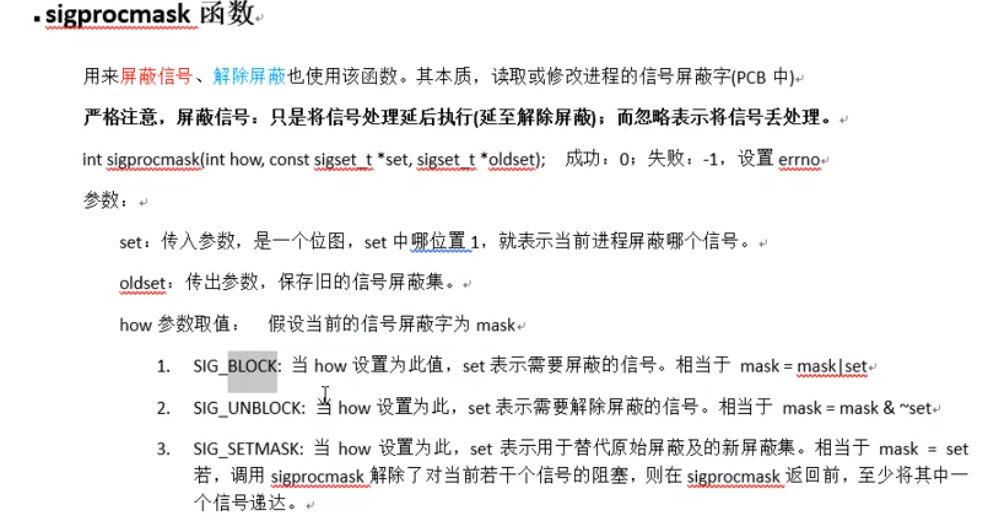 sigprocmask 函数
用来屏蔽信号、解除屏蔽也使用该函数。其本质，读取或修改进程的信号屏蔽字(PCB 中)
严格注意，屏蔽信号：只是将信号处理延后执行(延至解除屏蔽)；而忽略表示将信号丢处理。
int sigprocmask(int how, const sigset_t *set, sigset_t *oldset); 成功：0；失败：-1，设置 errno
参数：
set：传入参数，是一个位图，set 中哪位置 1，就表示当前进程屏蔽哪个信号。
oldset：传出参数，保存旧的信号屏蔽集。
how 参数取值： 假设当前的信号屏蔽字为 mask
1. SIG_BLOCK: 当 how 设置为此值，set 表示需要屏蔽的信号。相当于 mask = mask|set
2. SIG_UNBLOCK: 当 how 设置为此，set 表示需要解除屏蔽的信号。相当于 mask = mask & ~set
3. SIG_SETMASK: 当 how 设置为此，set 表示用于替代原始屏蔽及的新屏蔽集。相当于 mask = set
若，调用 sigprocmask 解除了对当前若干个信号的阻塞，则在 sigprocmask 返回前，至少将其中一
个信号递达。